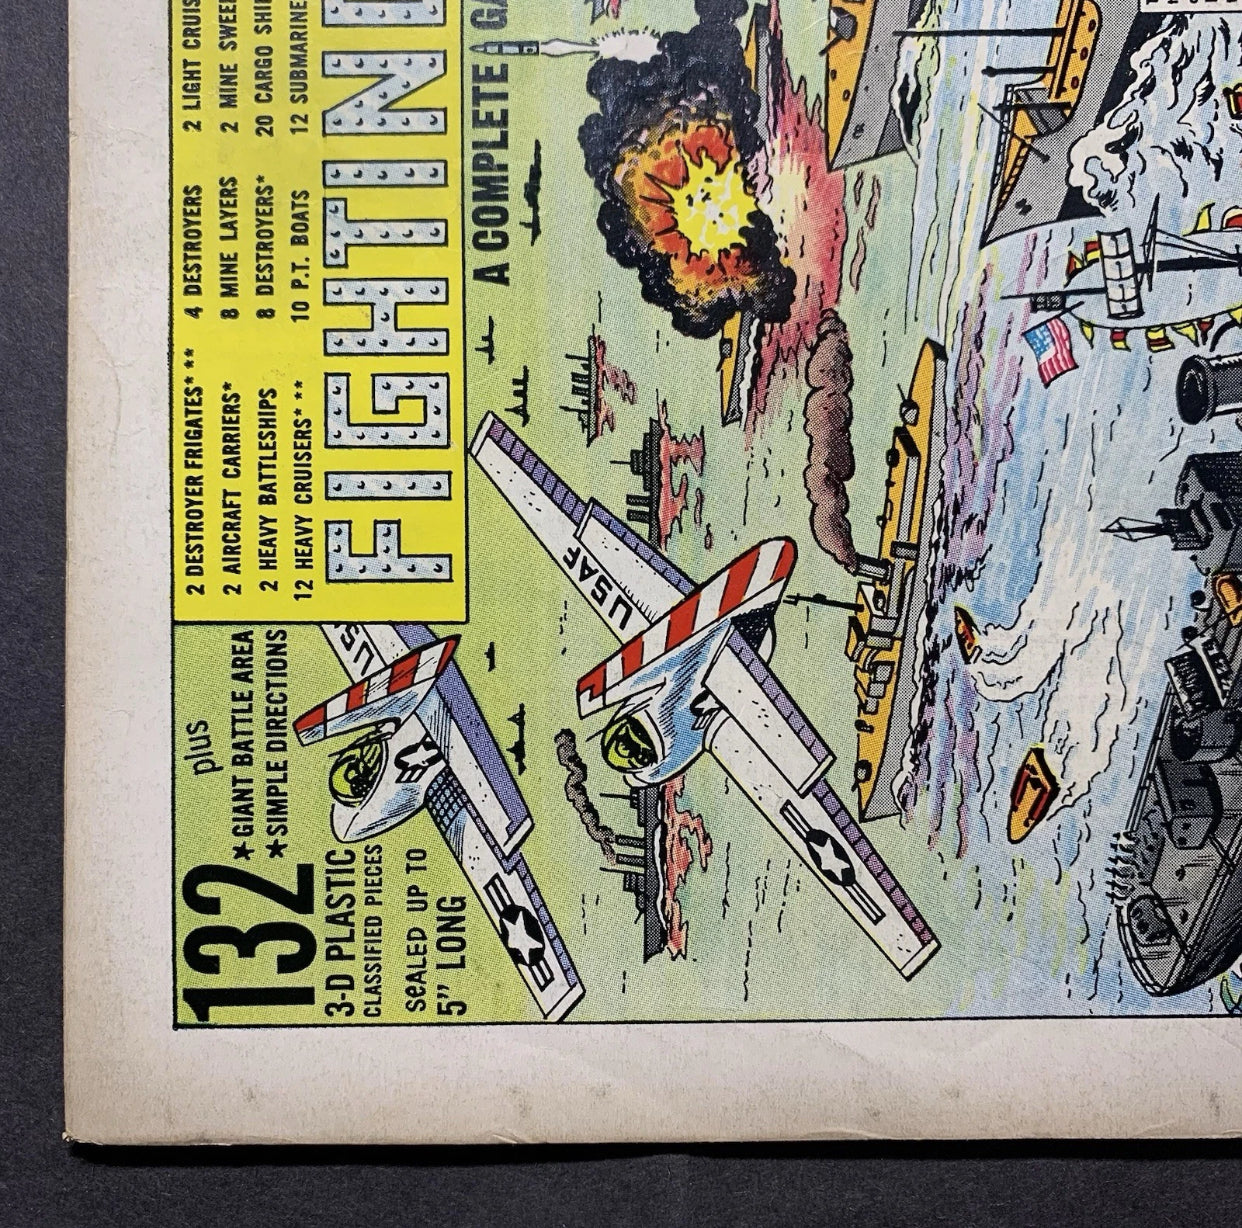 132
3-D PLASTIC
CLASSIFIED PIECES
SEALED UP TO
5" LONG
plus
★GIANT BATTLE AREA
★SIMPLE DIRECTIONS
2 DESTROYER FRIGATES* **
2 AIRCRAFT CARRIERS*
2 HEAVY BATTLESHIPS
12 HEAVY CRUISERS* **
4 DESTROYERS
8 MINE LAYERS
8 DESTROYERS*
10 P.T. BOATS
2 LIGHT CRUIS
2 MINE SWEE
20 CARGO SHI
12 SUBMARINE
FIGHTIN
A COMPLETE GA
US
USAF
8